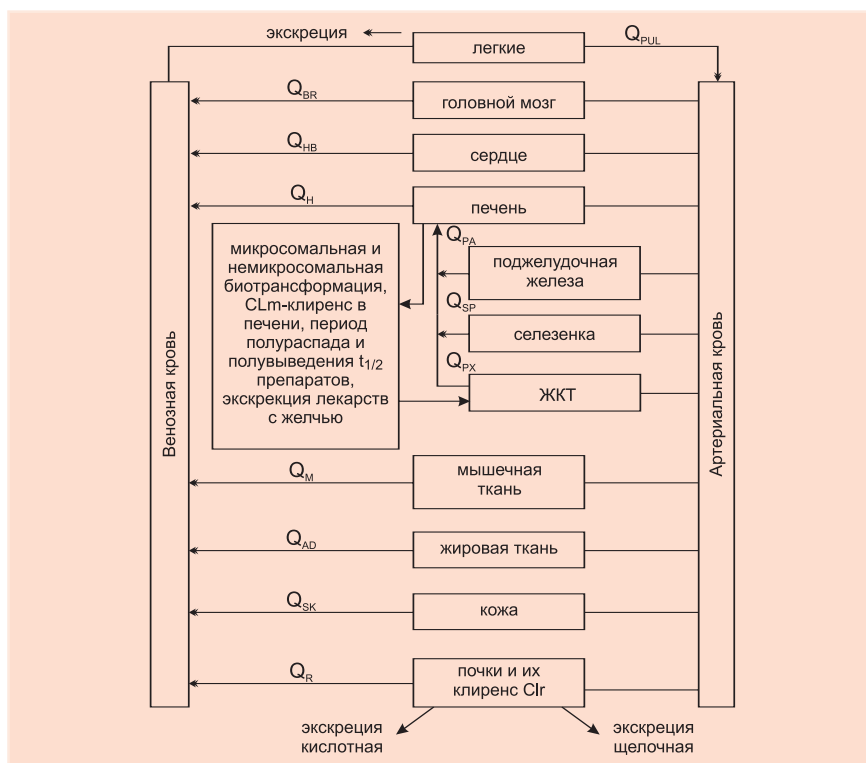 экскреция
легкие
Q_PUL
Q_BR
головной мозг
Q_HB
сердце
Q_H
печень
Q_PA
микросомальная и
немикросомальная
биотрансформация,
CLm-клиренс в
печени, период
полураспада и
полувыведения t1/2
препаратов,
экскрекция лекарств
с желчью
поджелудочная
железа
Q_SP
селезенка
Q_PX
ЖКТ
Венозная кровь
Артериальная кровь
Q_M
мышечная
ткань
Q_AD
жировая ткань
Q_SK
кожа
Q_R
почки и их
клиренс Clr
экскреция
кислотная
экскреция
щелочная